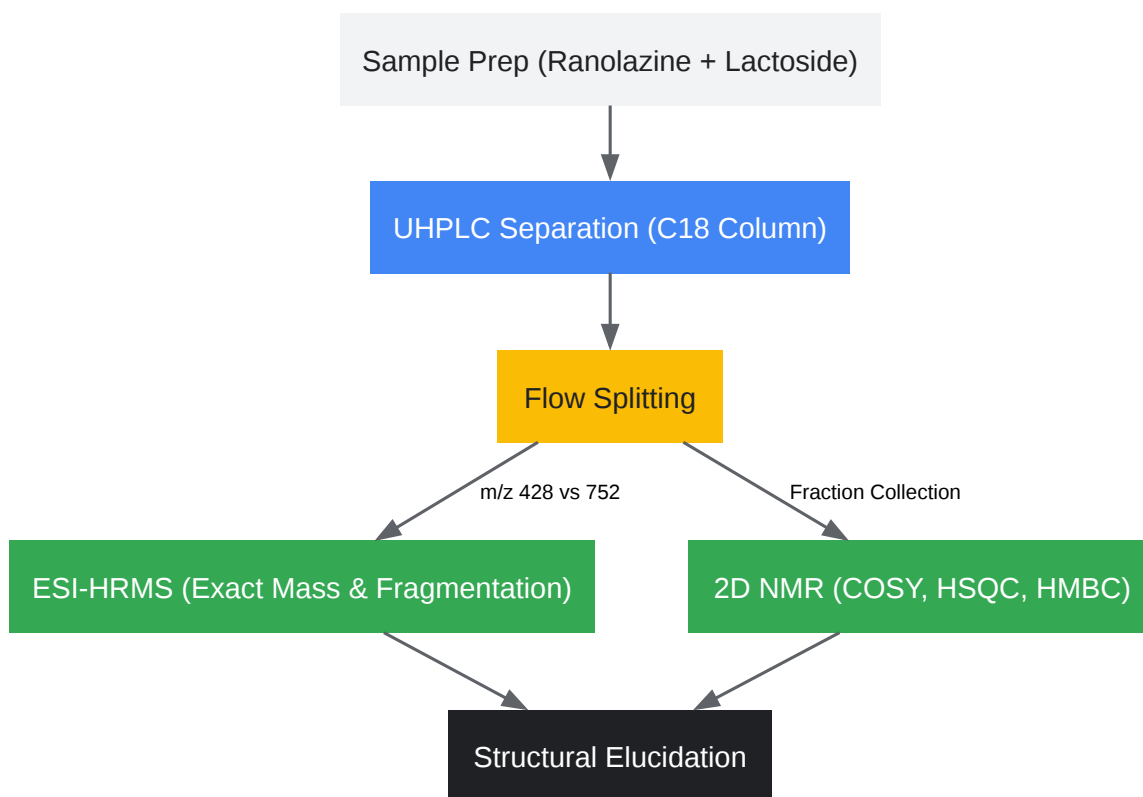 Sample Prep (Ranolazine + Lactoside)
UHPLC Separation (C18 Column)
Flow Splitting
m/z 428 vs 752
Fraction Collection
ESI-HRMS (Exact Mass & Fragmentation)
2D NMR (COSY, HSQC, HMBC)
Structural Elucidation